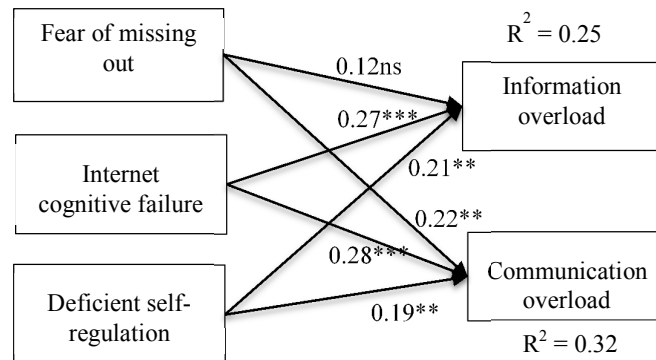 Fear of missing
out
R² = 0.25
0.12ns
Information
overload
0.27***
Internet
cognitive failure
0.21**
0.22**
0.28***
Communication
overload
Deficient self-
regulation
0.19**
R² = 0.32